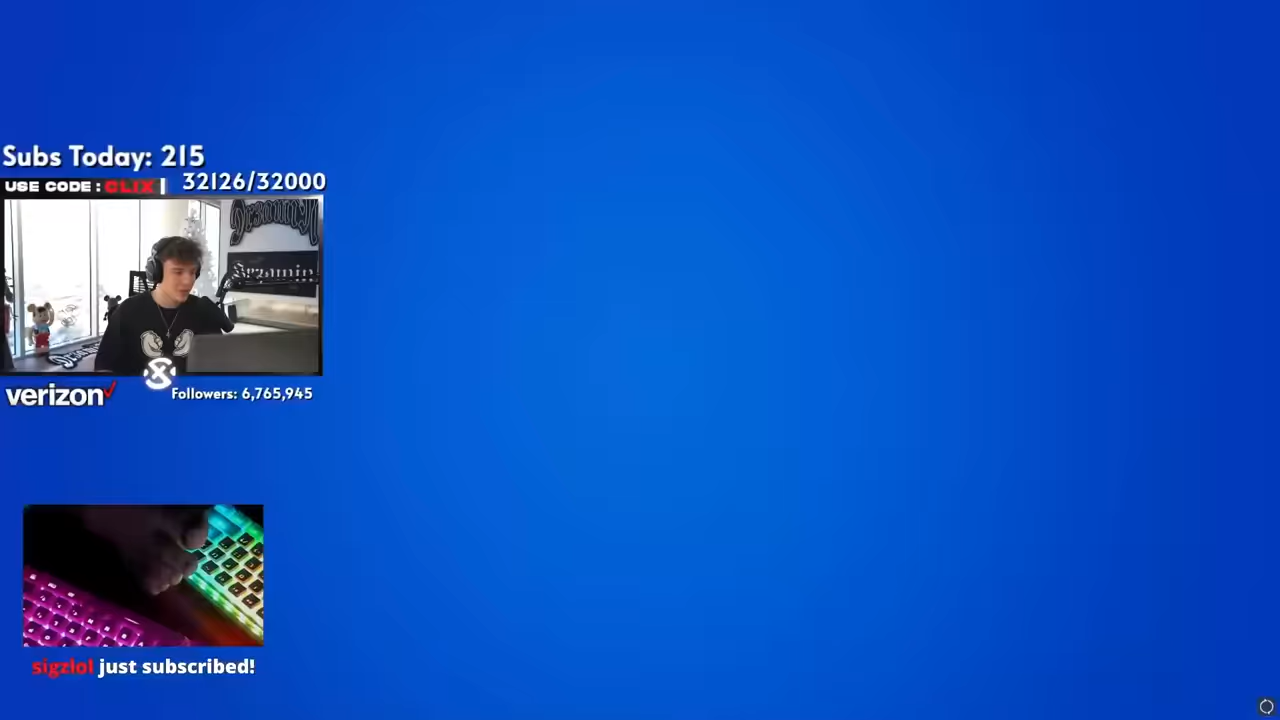 Subs Today: 215
USE CODE : CLIX
32126/32000
verizon
Followers: 6,765,945
sigzlol just subscribed!